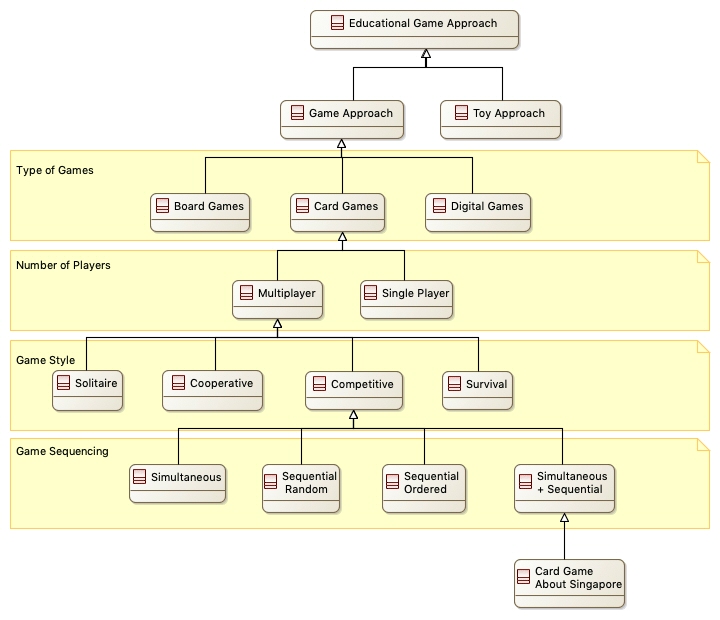 Educational Game Approach
Game Approach
Toy Approach
Type of Games
Board Games
Card Games
Digital Games
Number of Players
Multiplayer
Single Player
Game Style
Solitaire
Cooperative
Competitive
Survival
Game Sequencing
Simultaneous
Sequential
Random
Sequential
Ordered
Simultaneous
+ Sequential
Card Game
About Singapore